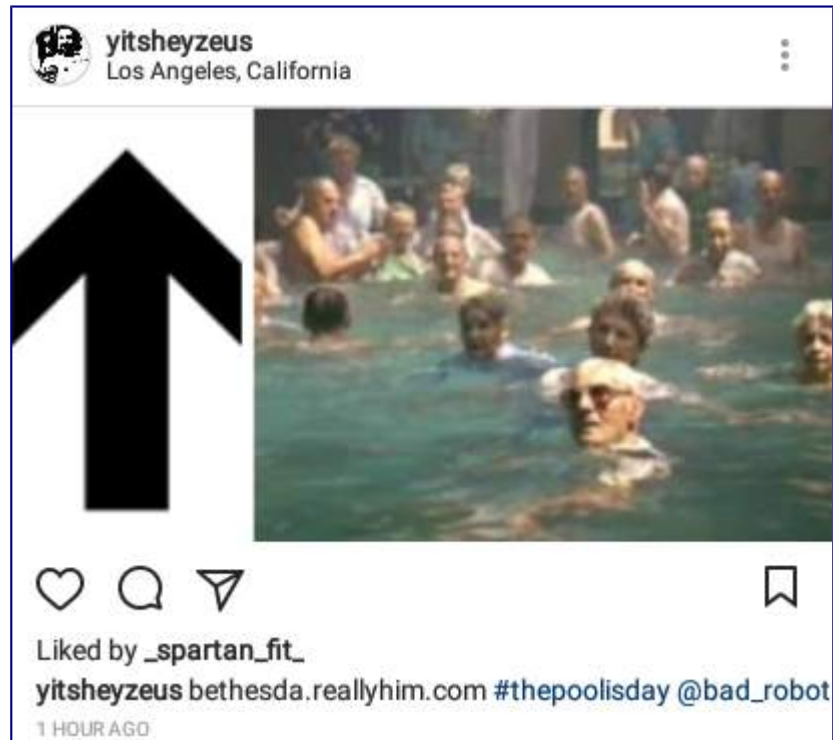 yitsheyzeus
Los Angeles, California
Liked by _spartan_fit_
yitsheyzeus bethesda.reallyhim.com #thepoolisday @bad_robot
1 HOUR AGO